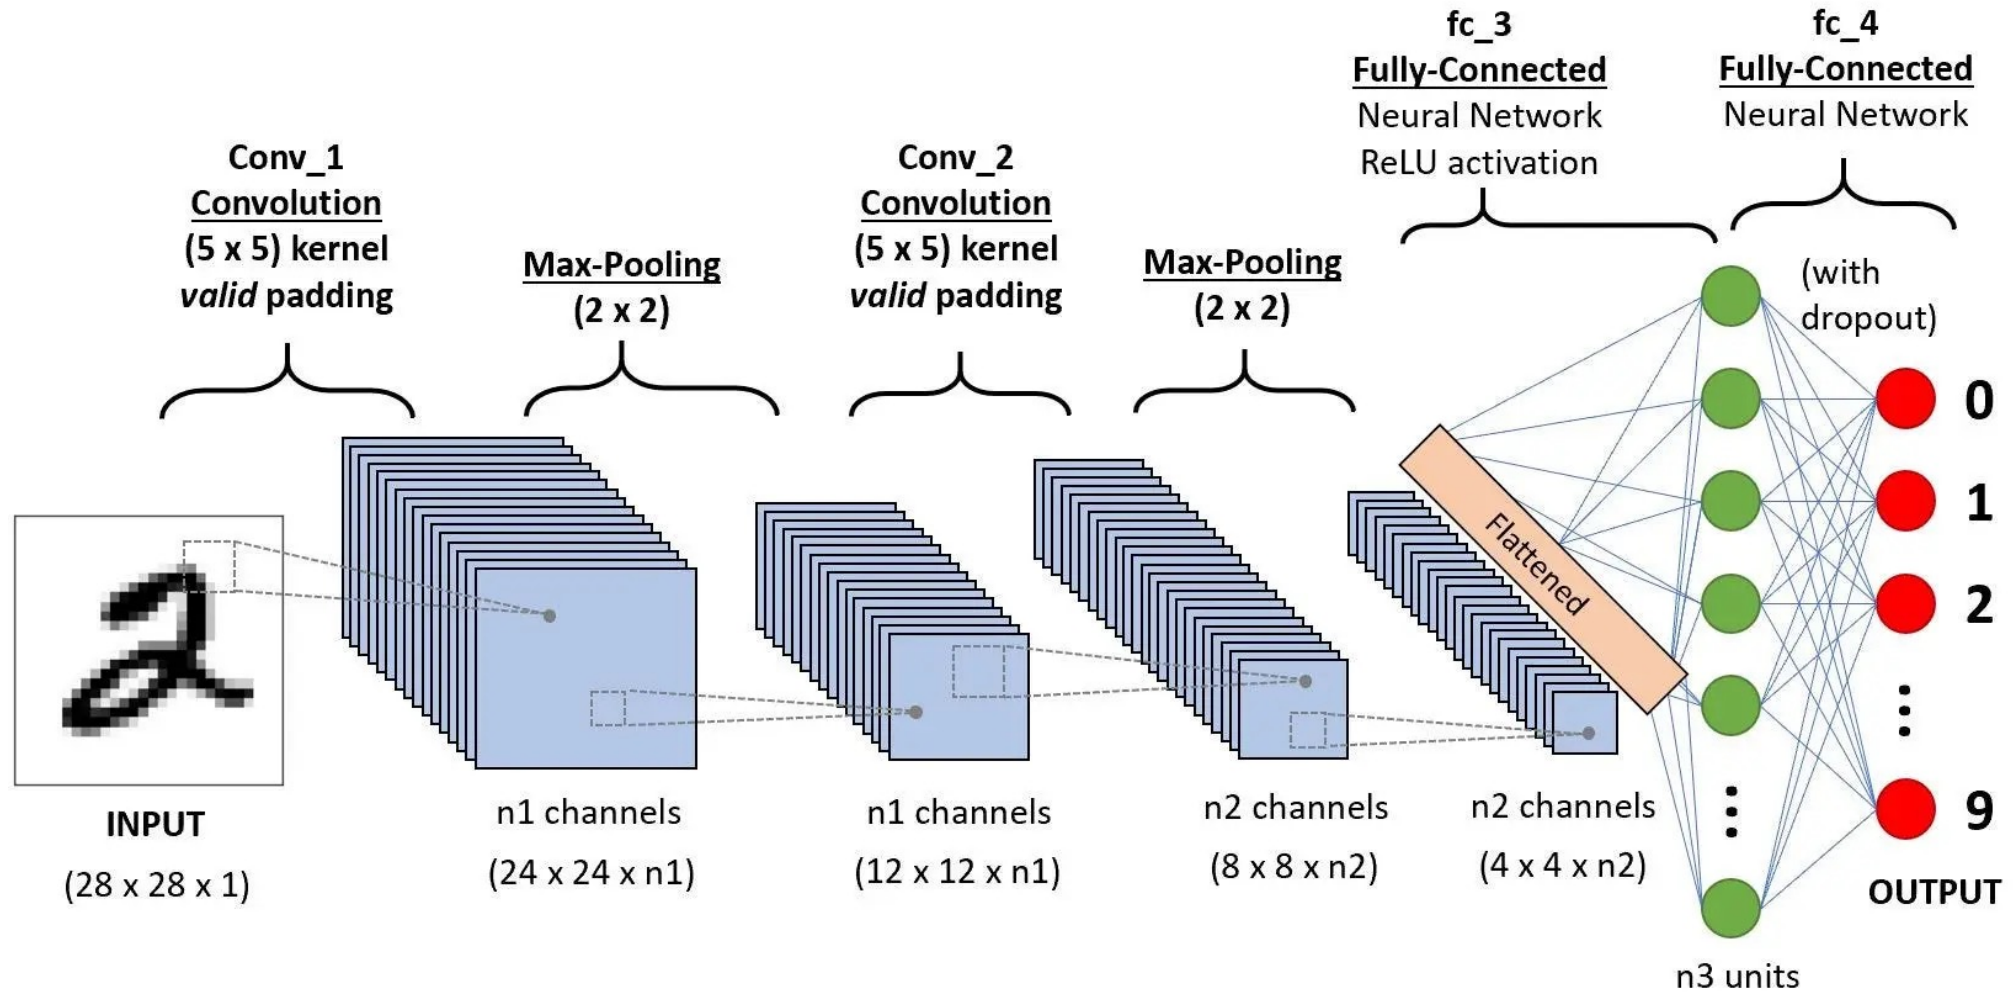 Conv_1
Convolution
(5 x 5) kernel
valid padding
Max-Pooling
(2 x 2)
Conv_2
Convolution
(5 x 5) kernel
valid padding
Max-Pooling
(2 x 2)
fc_3
Fully-Connected
Neural Network
ReLU activation
fc_4
Fully-Connected
Neural Network
(with
dropout)
Flattened
0
1
2
9
INPUT
(28 x 28 x 1)
n1 channels
(24 x 24 x n1)
n1 channels
(12 x 12 x n1)
n2 channels
(8 x 8 x n2)
n2 channels
(4 x 4 x n2)
n3 units
OUTPUT
2